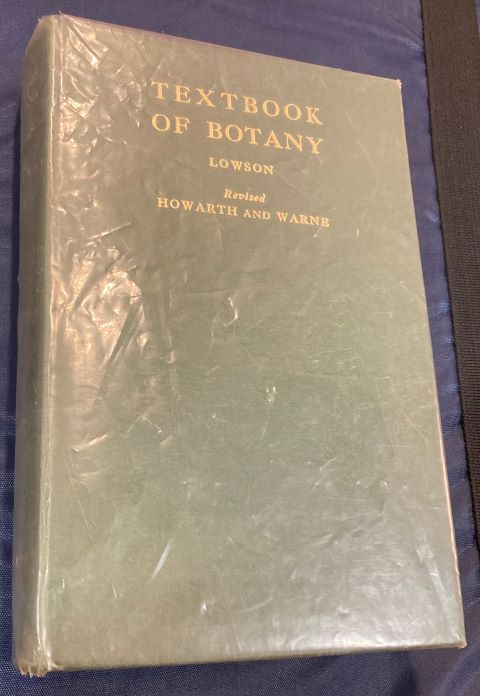 TEXTBOOK
OF BOTANY
LOWSON
Revised
HOWARTH AND WARNE